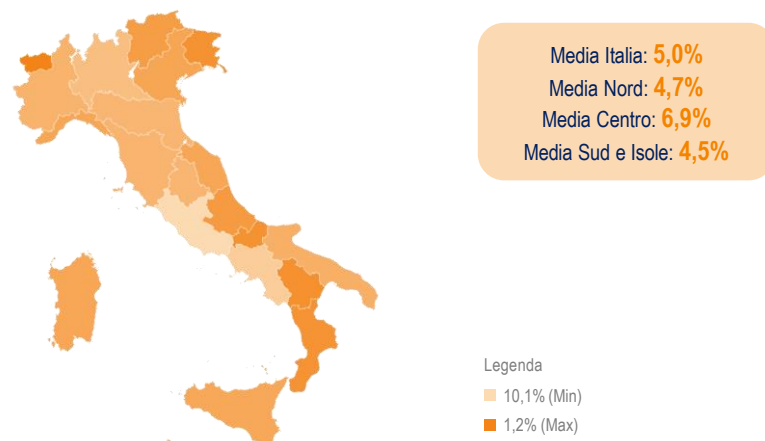 Media Italia: 5,0%
Media Nord: 4,7%
Media Centro: 6,9%
Media Sud e Isole: 4,5%
Legenda
10,1% (Min)
1,2% (Max)